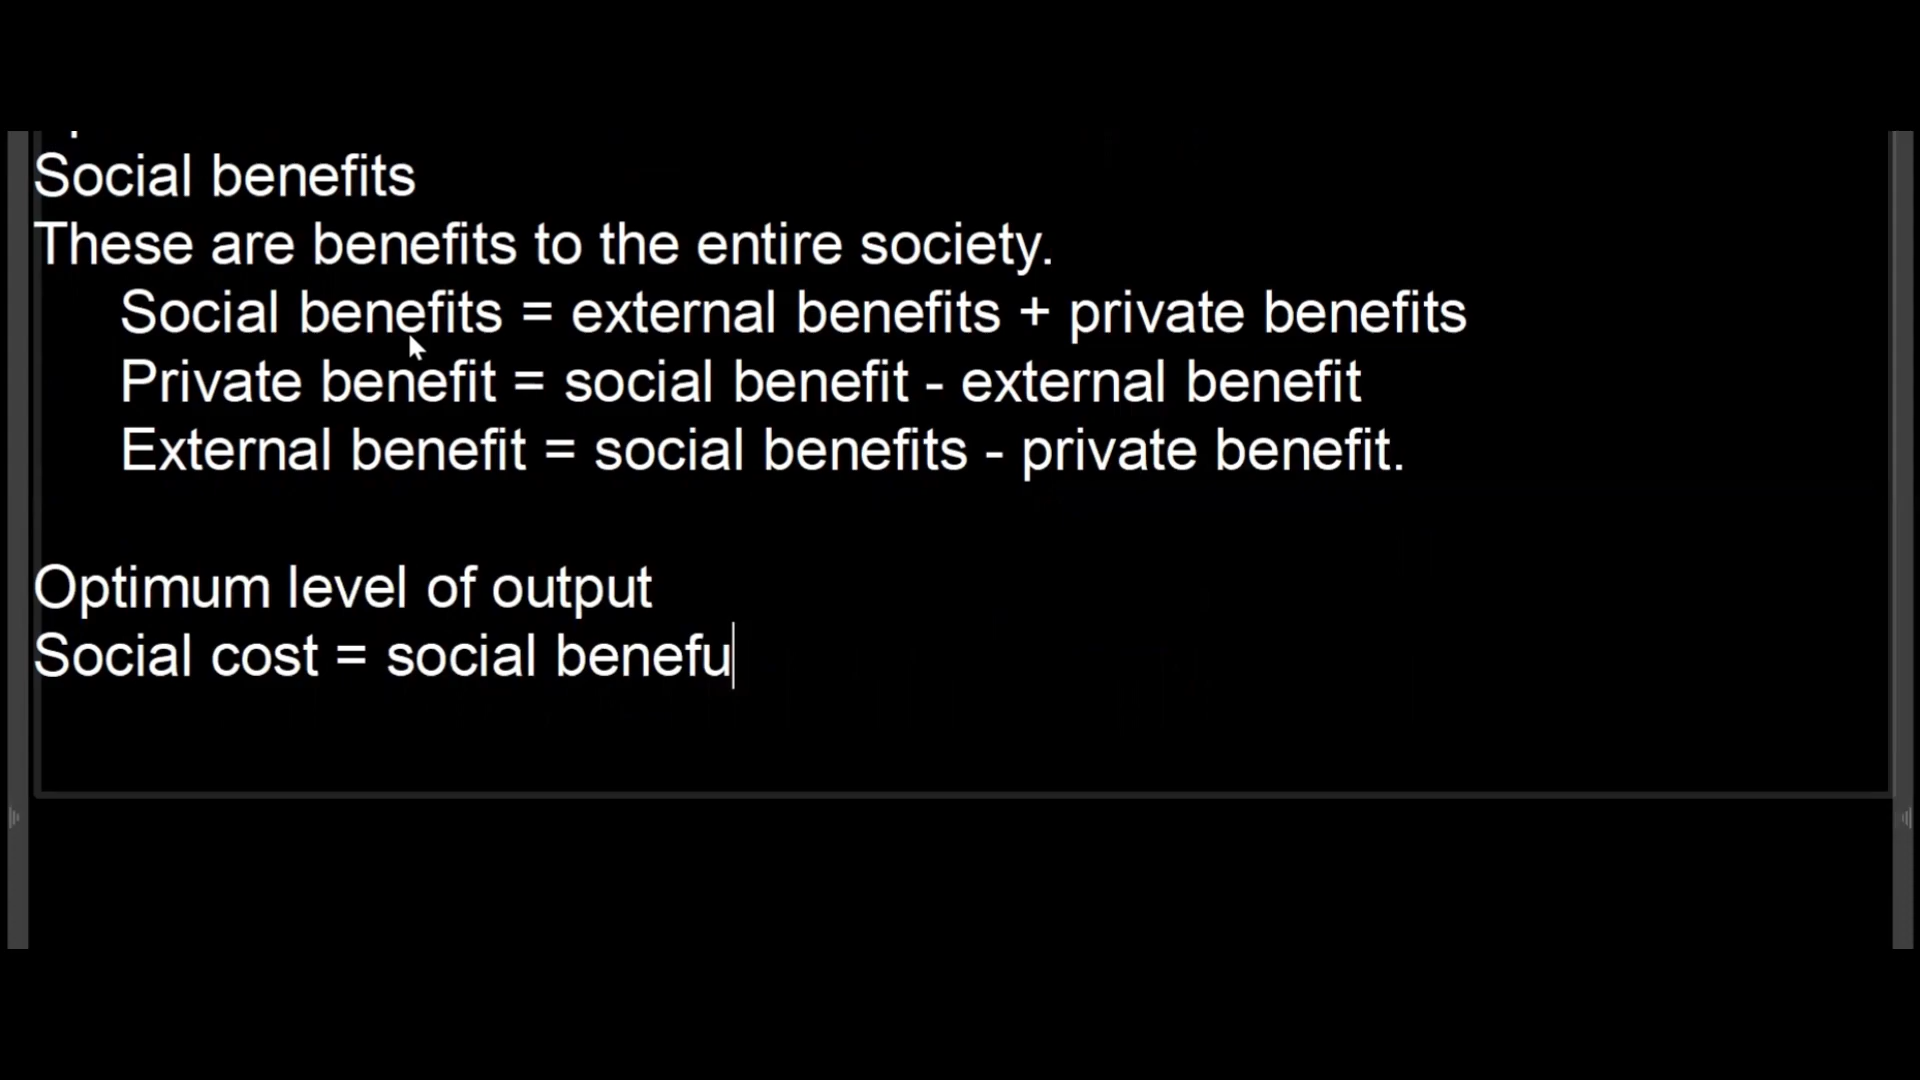 Social benefits
These are benefits to the entire society.
Social benefits = external benefits + private benefits
Private benefit = social benefit - external benefit
External benefit = social benefits - private benefit.
Optimum level of output
Social cost = social benefu